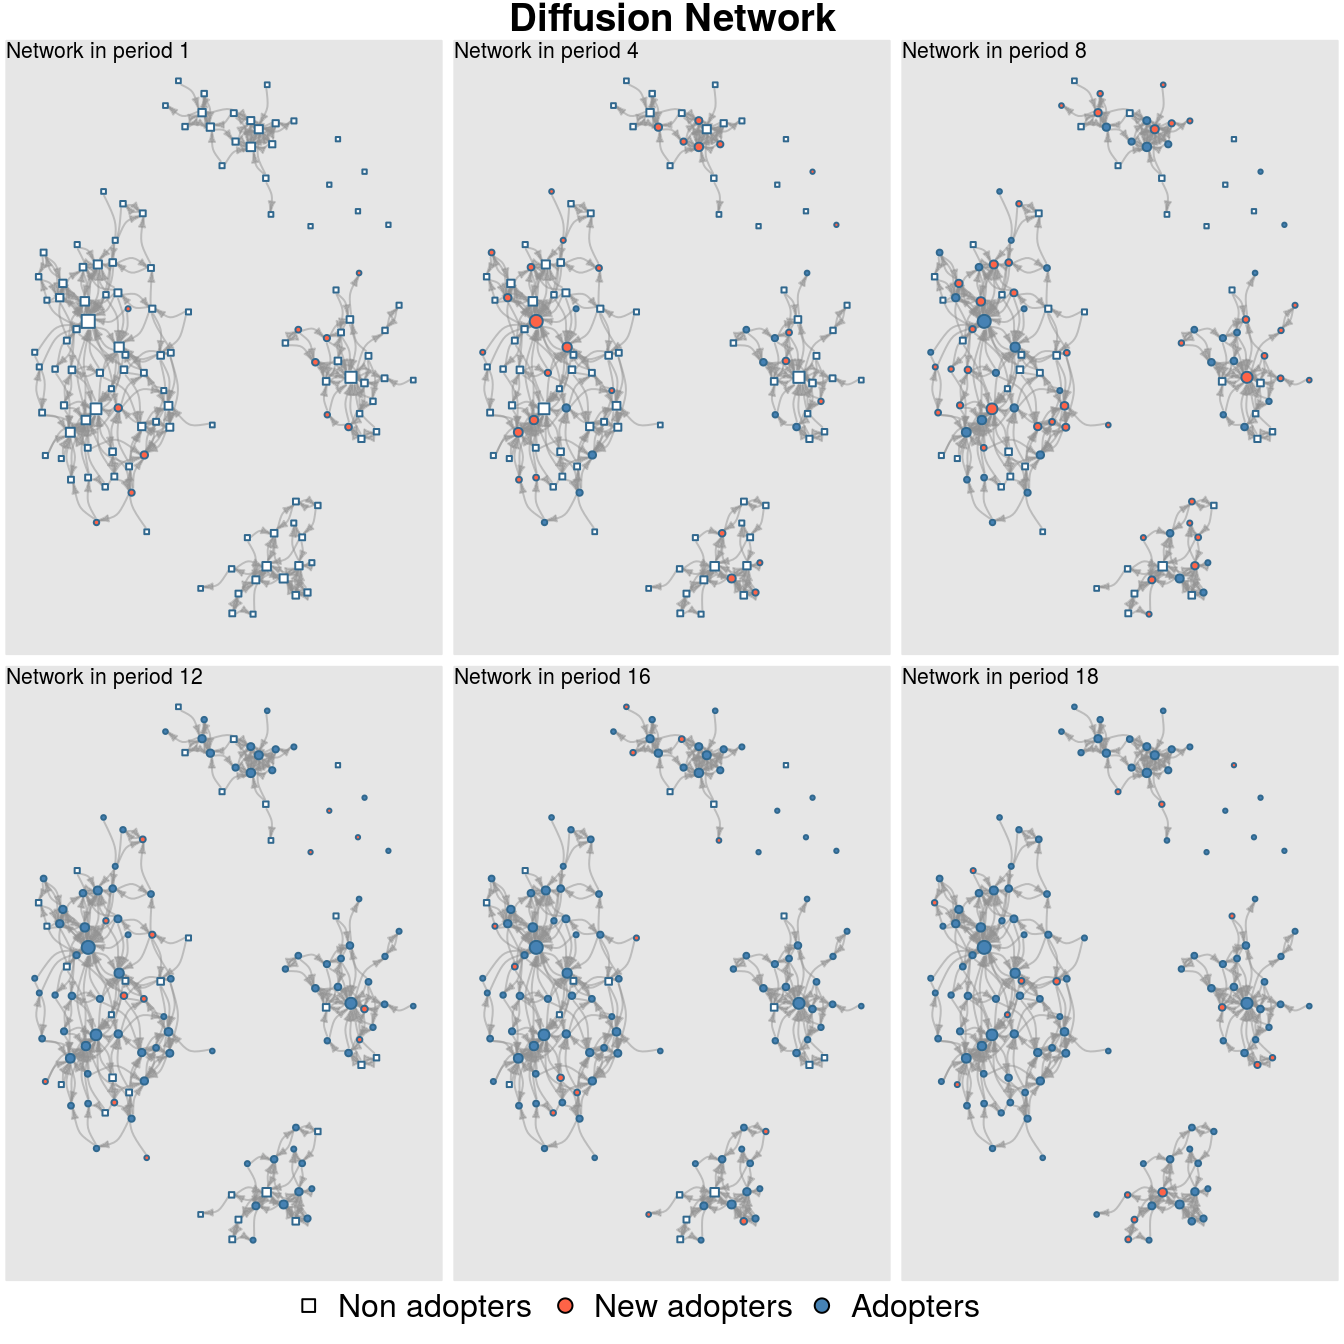 Diffusion Network
Network in period 1
Network in period 4
Network in period 8
Network in period 12
Network in period 16
Network in period 18
Non adopters
New adopters
Adopters